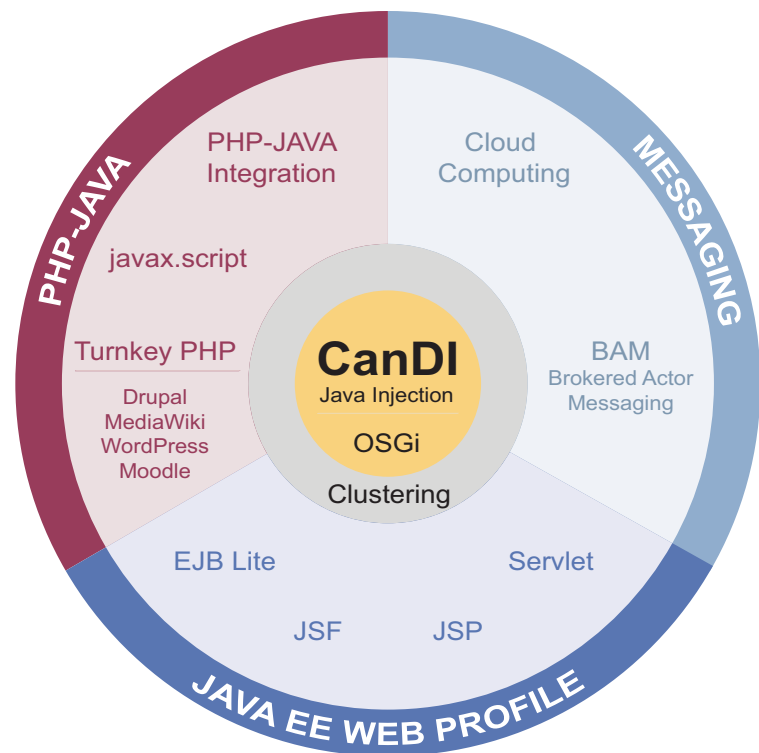 PHP-JAVA
PHP-JAVA
Integration
javax.script
Turnkey PHP
Drupal
MediaWiki
WordPress
Moodle
MESSAGING
Cloud
Computing
BAM
Brokered Actor
Messaging
CanDI
Java Injection
OSGi
Clustering
EJB Lite
Servlet
JSF
JSP
JAVA EE WEB PROFILE